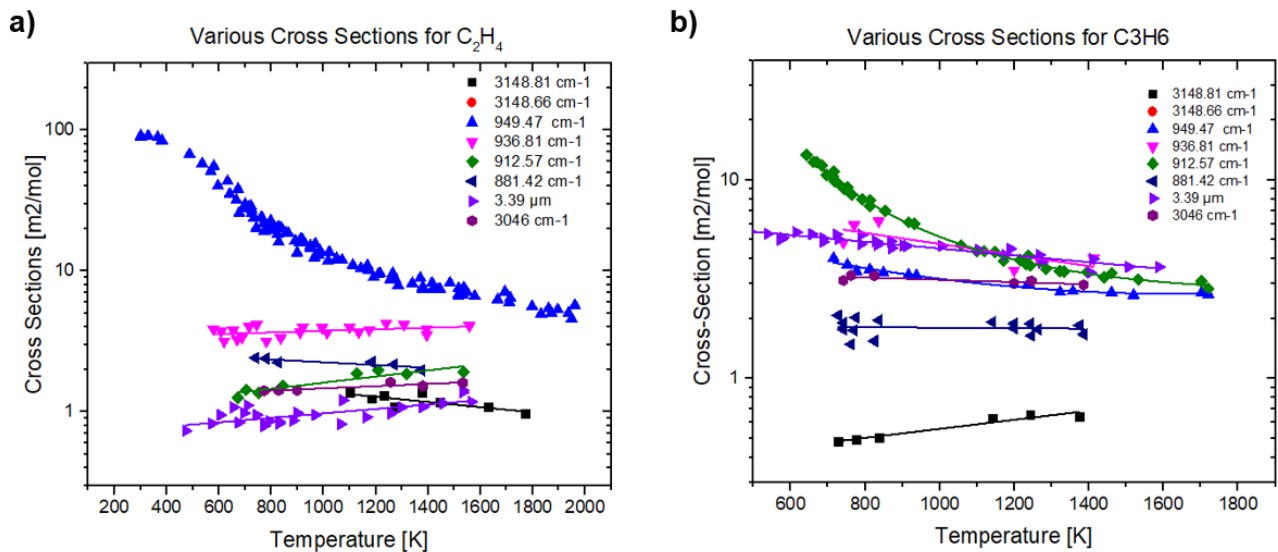 a)
Various Cross Sections for C₂H₄
3148.81 cm-1
3148.66 cm-1
949.47 cm-1
936.81 cm-1
912.57 cm-1
881.42 cm-1
3.39 µm
3046 cm-1
Cross Sections [m2/mol]
100
10
1
200 400 600 800 1000 1200 1400 1600 1800 2000
Temperature [K]
b)
Various Cross Sections for C3H6
3148.81 cm-1
3148.66 cm-1
949.47 cm-1
936.81 cm-1
912.57 cm-1
881.42 cm-1
3.39 µm
3046 cm-1
Cross-Section [m2/mol]
10
1
600 800 1000 1200 1400 1600 1800
Temperature [K]